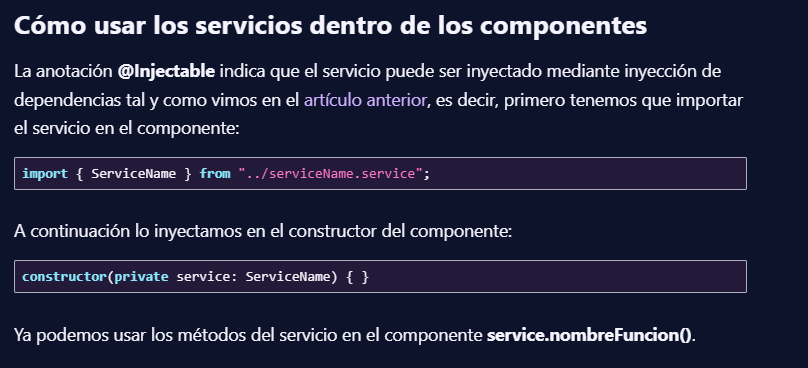 Cómo usar los servicios dentro de los componentes
La anotación @Injectable indica que el servicio puede ser inyectado mediante inyección de
dependencias tal y como vimos en el artículo anterior, es decir, primero tenemos que importar
el servicio en el componente:
import { ServiceName } from "../serviceName.service";
A continuación lo inyectamos en el constructor del componente:
constructor(private service: ServiceName) { }
Ya podemos usar los métodos del servicio en el componente service.nombreFuncion().